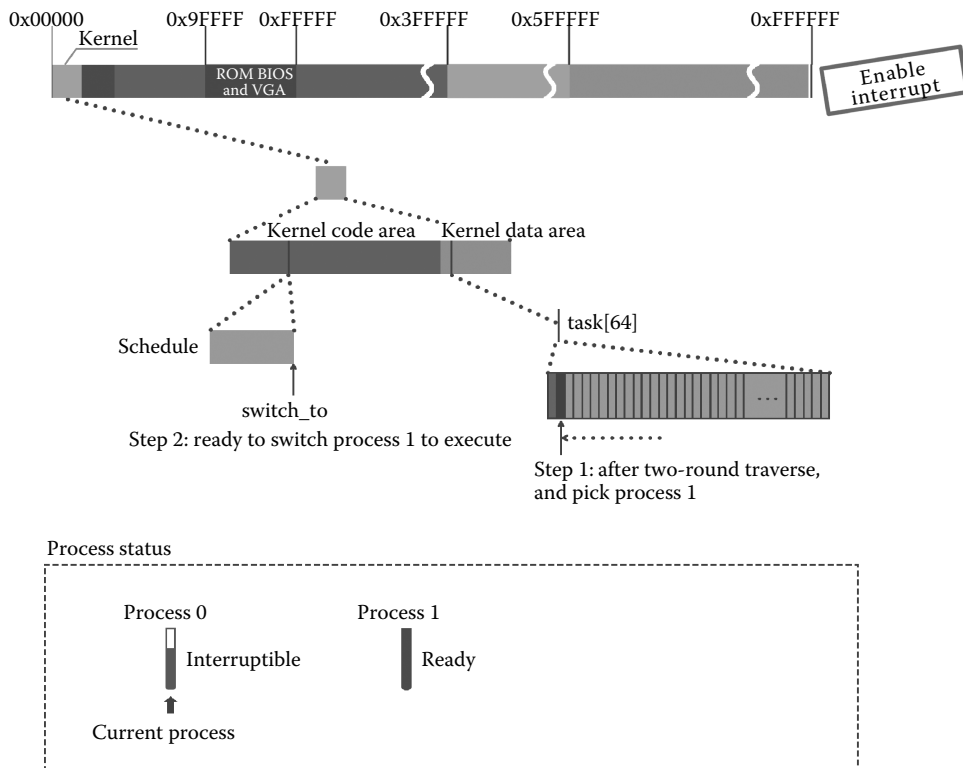 0x00000 0x9FFFF 0xFFFFF 0x3FFFFF 0x5FFFFF 0xFFFFFF
Kernel
ROM BIOS
and VGA
Enable
interrupt
Kernel code area Kernel data area
task[64]
Schedule
...
switch_to
Step 2: ready to switch process 1 to execute
Step 1: after two-round traverse,
and pick process 1
Process status
Process 0 Process 1
Interruptible Ready
Current process